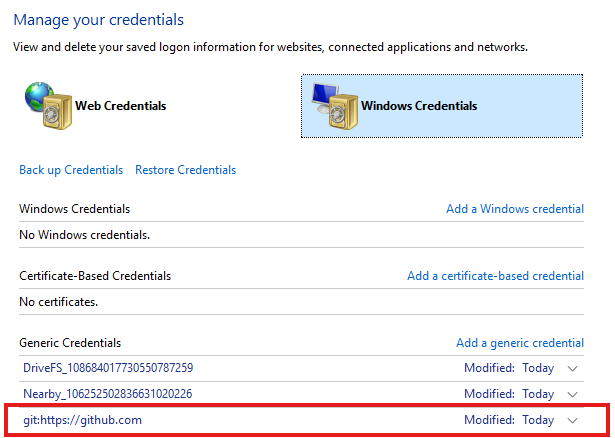 Manage your credentials
View and delete your saved logon information for websites, connected applications and networks.
Web Credentials
Windows Credentials
Back up Credentials Restore Credentials
Windows Credentials Add a Windows credential
No Windows credentials.
Certificate-Based Credentials Add a certificate-based credential
No certificates.
Generic Credentials Add a generic credential
DriveFS_108684017730550787259 Modified: Today
Nearby_106252502836631020226 Modified: Today
git:https://github.com Modified: Today